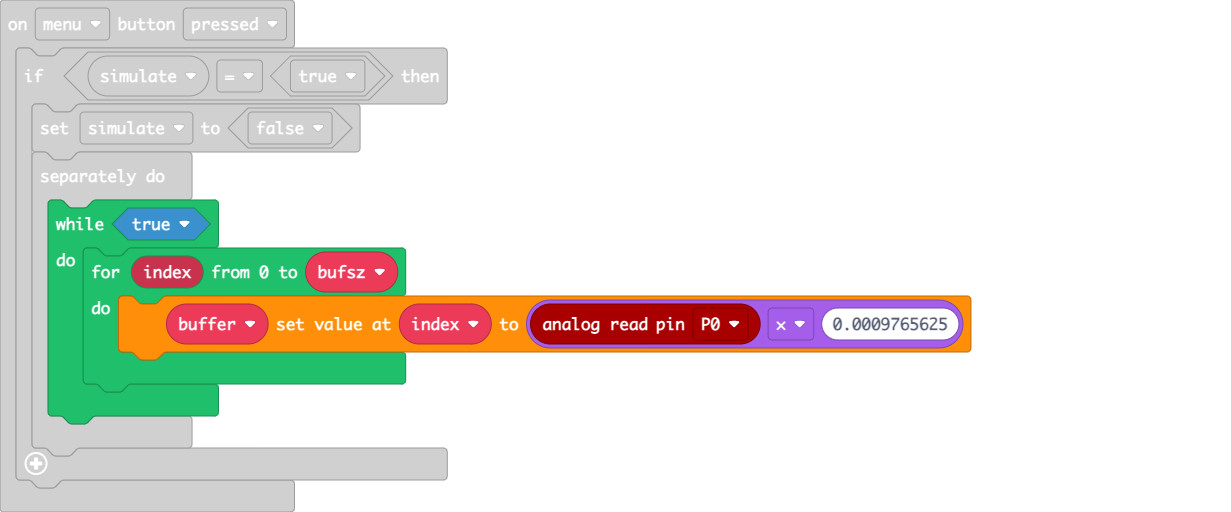 on menu button pressed
if simulate = true then
set simulate to false
separately do
while true
do for index from 0 to bufsz
do buffer set value at index to analog read pin P0 × 0.0009765625